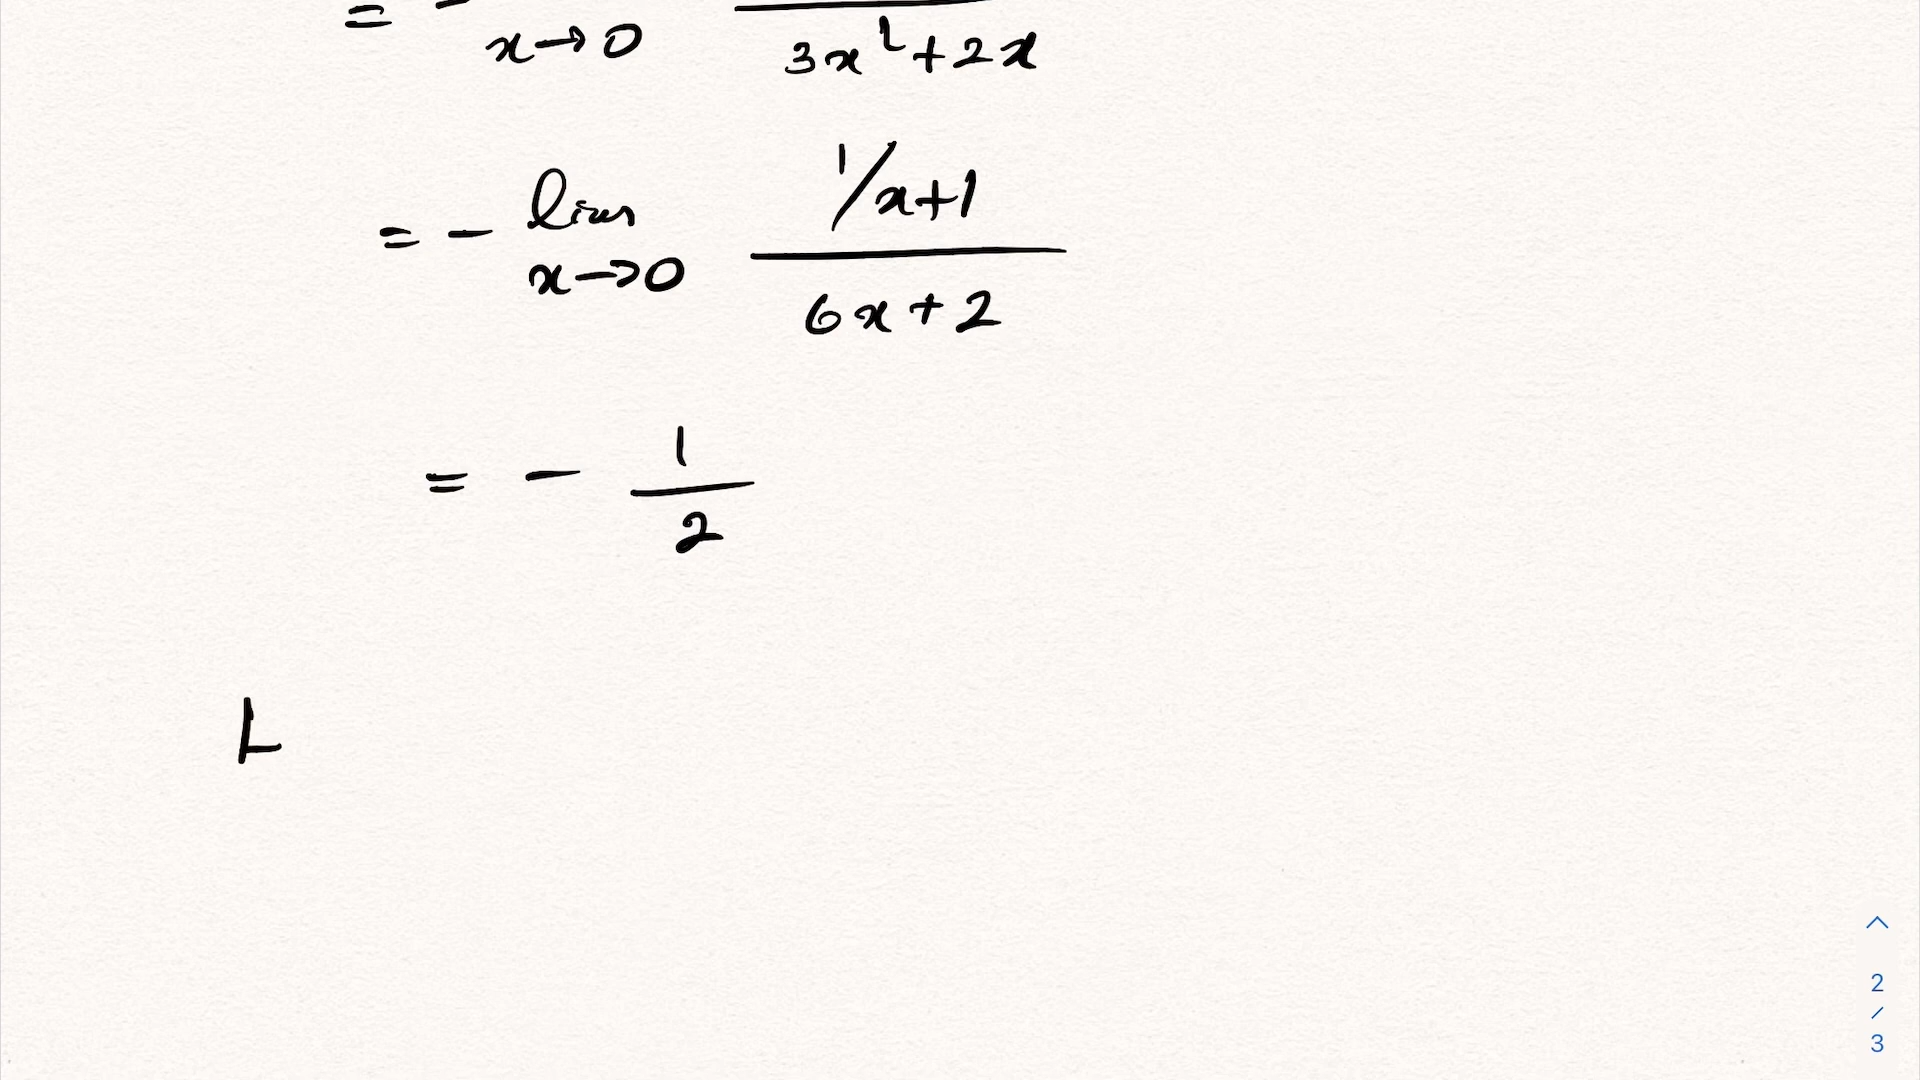 = -
x→0 3x²+2x
= - lim 1/x+1
x→0 6x+2
= - 1
2
L
2
/
3